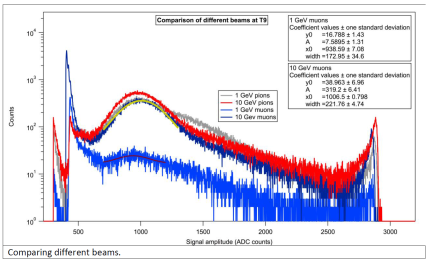 Comparison of different beams at T9
1 GeV muons
Coefficient values ± one standard deviation
y0 =16.788 ± 1.43
A =7.5895 ± 1.31
x0 =938.59 ± 7.08
width =172.95 ± 34.6
10 GeV muons
Coefficient values ± one standard deviation
y0 =38.963 ± 6.96
A =319.2 ± 6.41
x0 =1006.5 ± 0.798
width =221.76 ± 4.74
1 GeV pions
10 GeV pions
1 GeV muons
10 Gev muons
Counts
10⁴
10³
10²
10¹
10⁰
500
1000
1500
2000
2500
3000
Signal amplitude (ADC counts)
Comparing different beams.